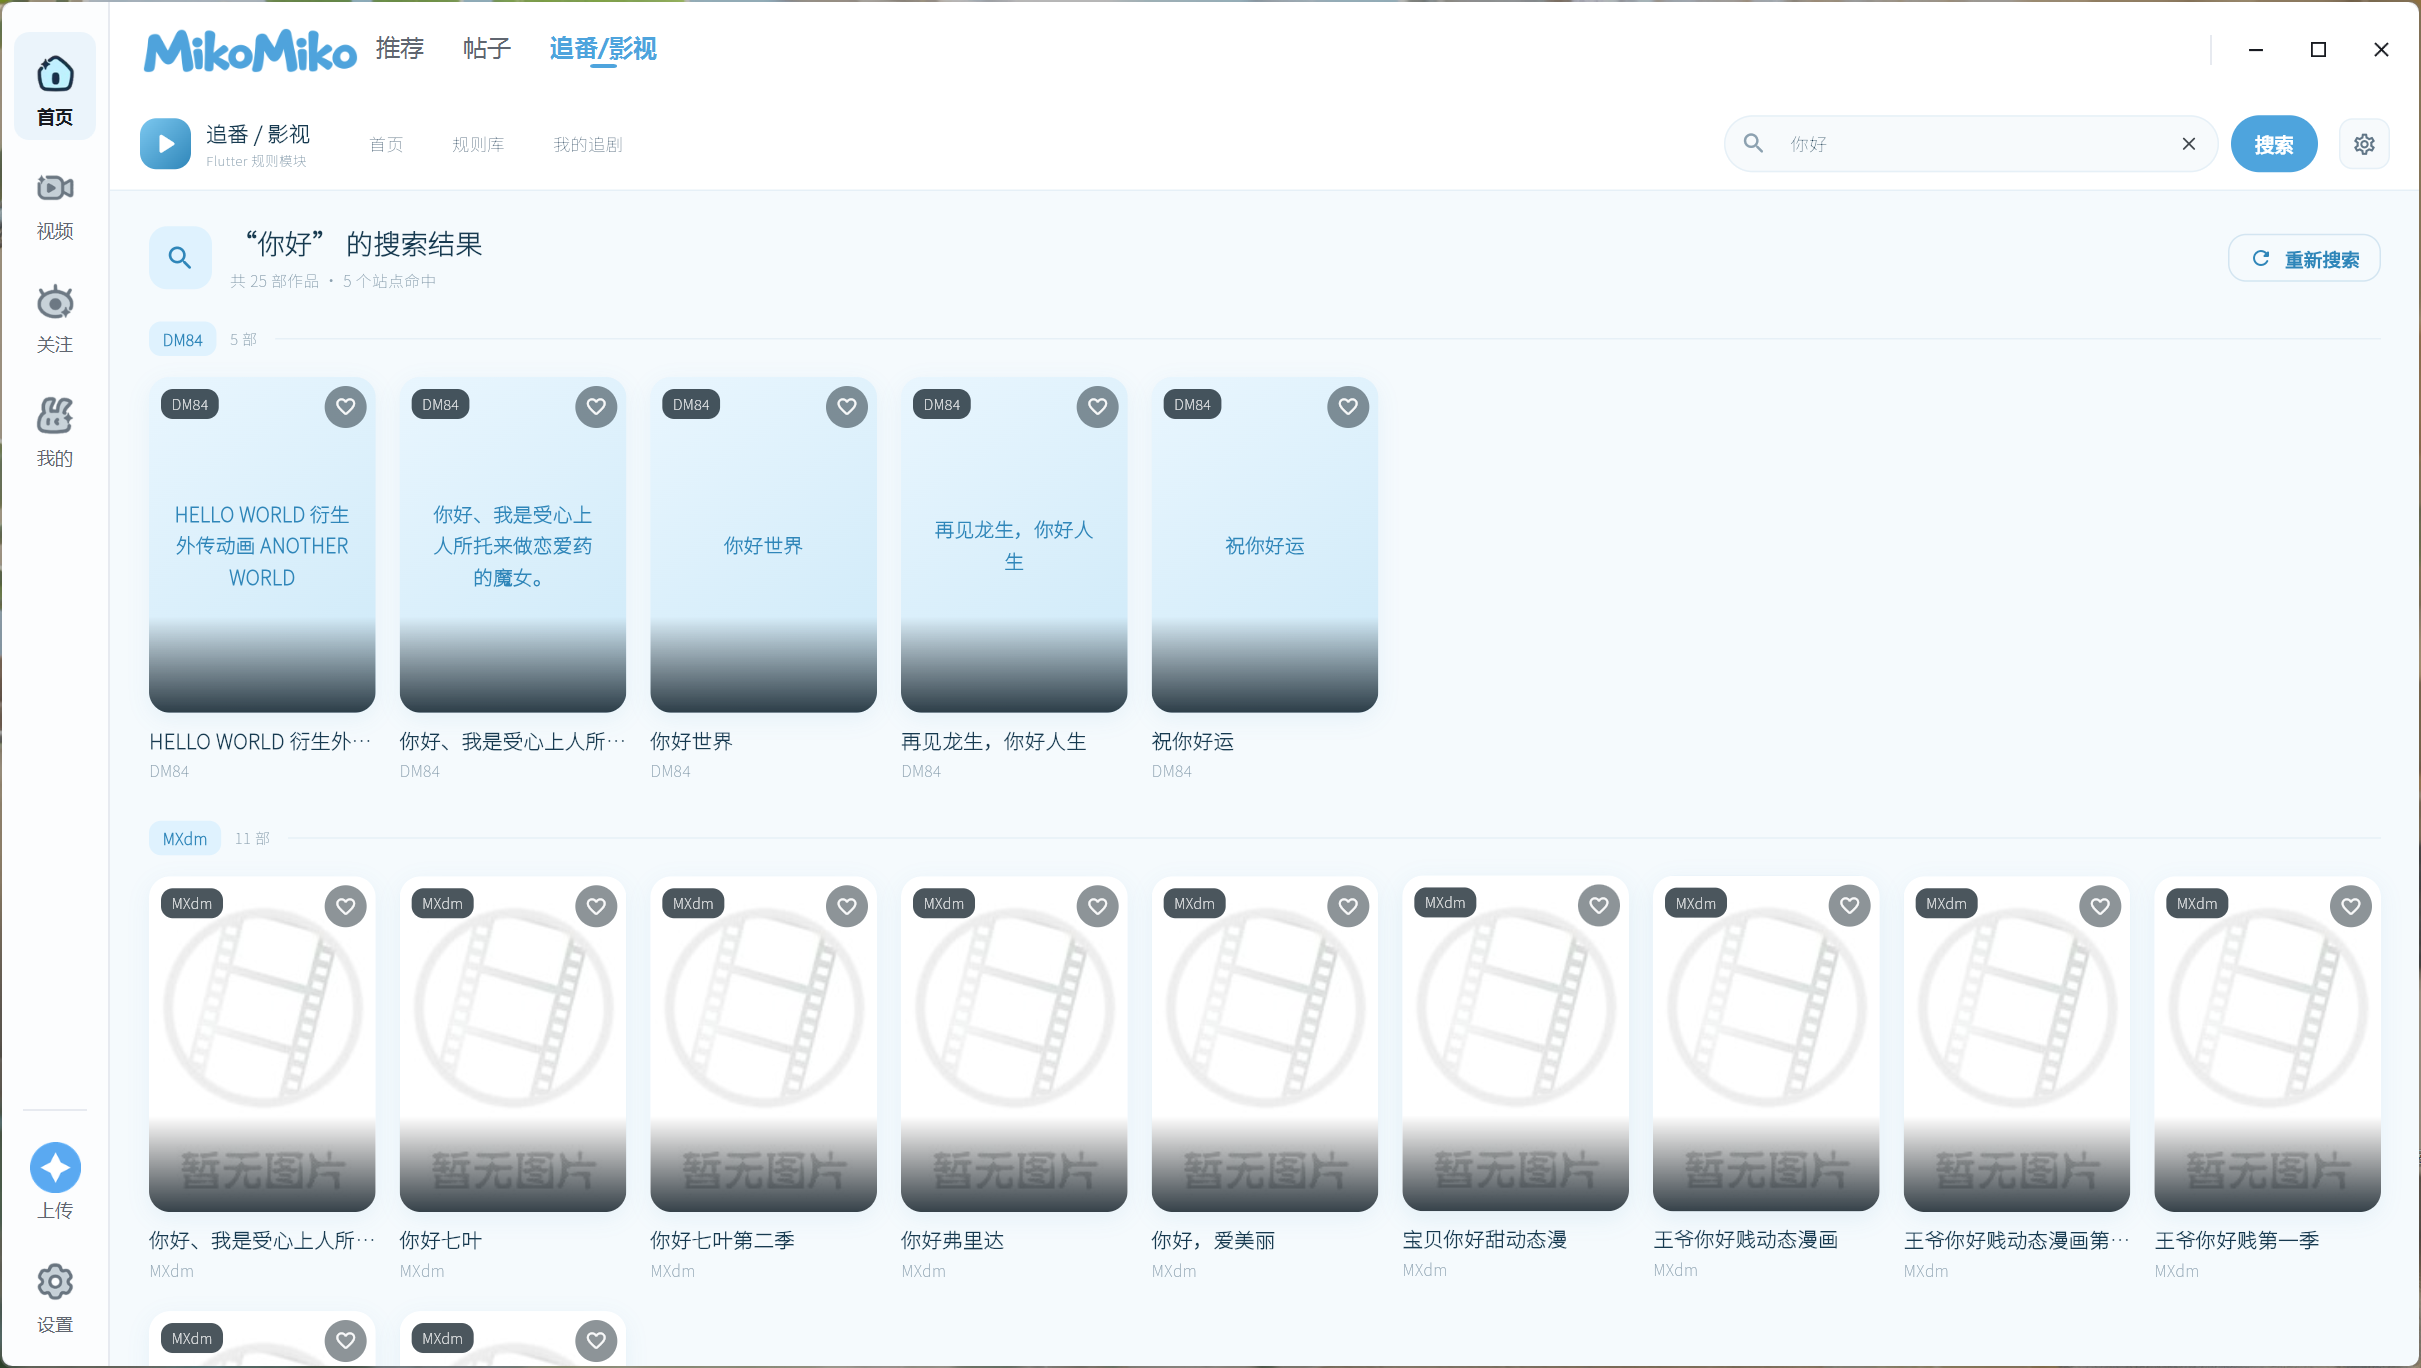 MikoMiko 推荐 帖子 追番/影视
首页
视频
关注
我的
上传
设置
追番 / 影视
Flutter 规则模块
首页 规则库 我的追剧
你好
搜索
“你好” 的搜索结果
共 25 部作品 • 5 个站点命中
重新搜索
DM84 5 部
DM84 DM84 DM84 DM84 DM84
HELLO WORLD 衍生
外传动画 ANOTHER
WORLD
你好、我是受心上
人所托来做恋爱药
的魔女。
你好世界
再见龙生，你好人
生
祝你好运
HELLO WORLD 衍生外…
DM84
你好、我是受心上人所…
DM84
你好世界
DM84
再见龙生，你好人生
DM84
祝你好运
DM84
MXdm 11 部
MXdm MXdm MXdm MXdm MXdm MXdm MXdm MXdm MXdm
暂无图片 暂无图片 暂无图片 暂无图片 暂无图片 暂无图片 暂无图片 暂无图片 暂无图片
你好、我是受心上人所…
MXdm
你好七叶
MXdm
你好七叶第二季
MXdm
你好弗里达
MXdm
你好，爱美丽
MXdm
宝贝你好甜动态漫
MXdm
王爷你好贱动态漫画
MXdm
王爷你好贱动态漫画第…
MXdm
王爷你好贱第一季
MXdm
MXdm MXdm